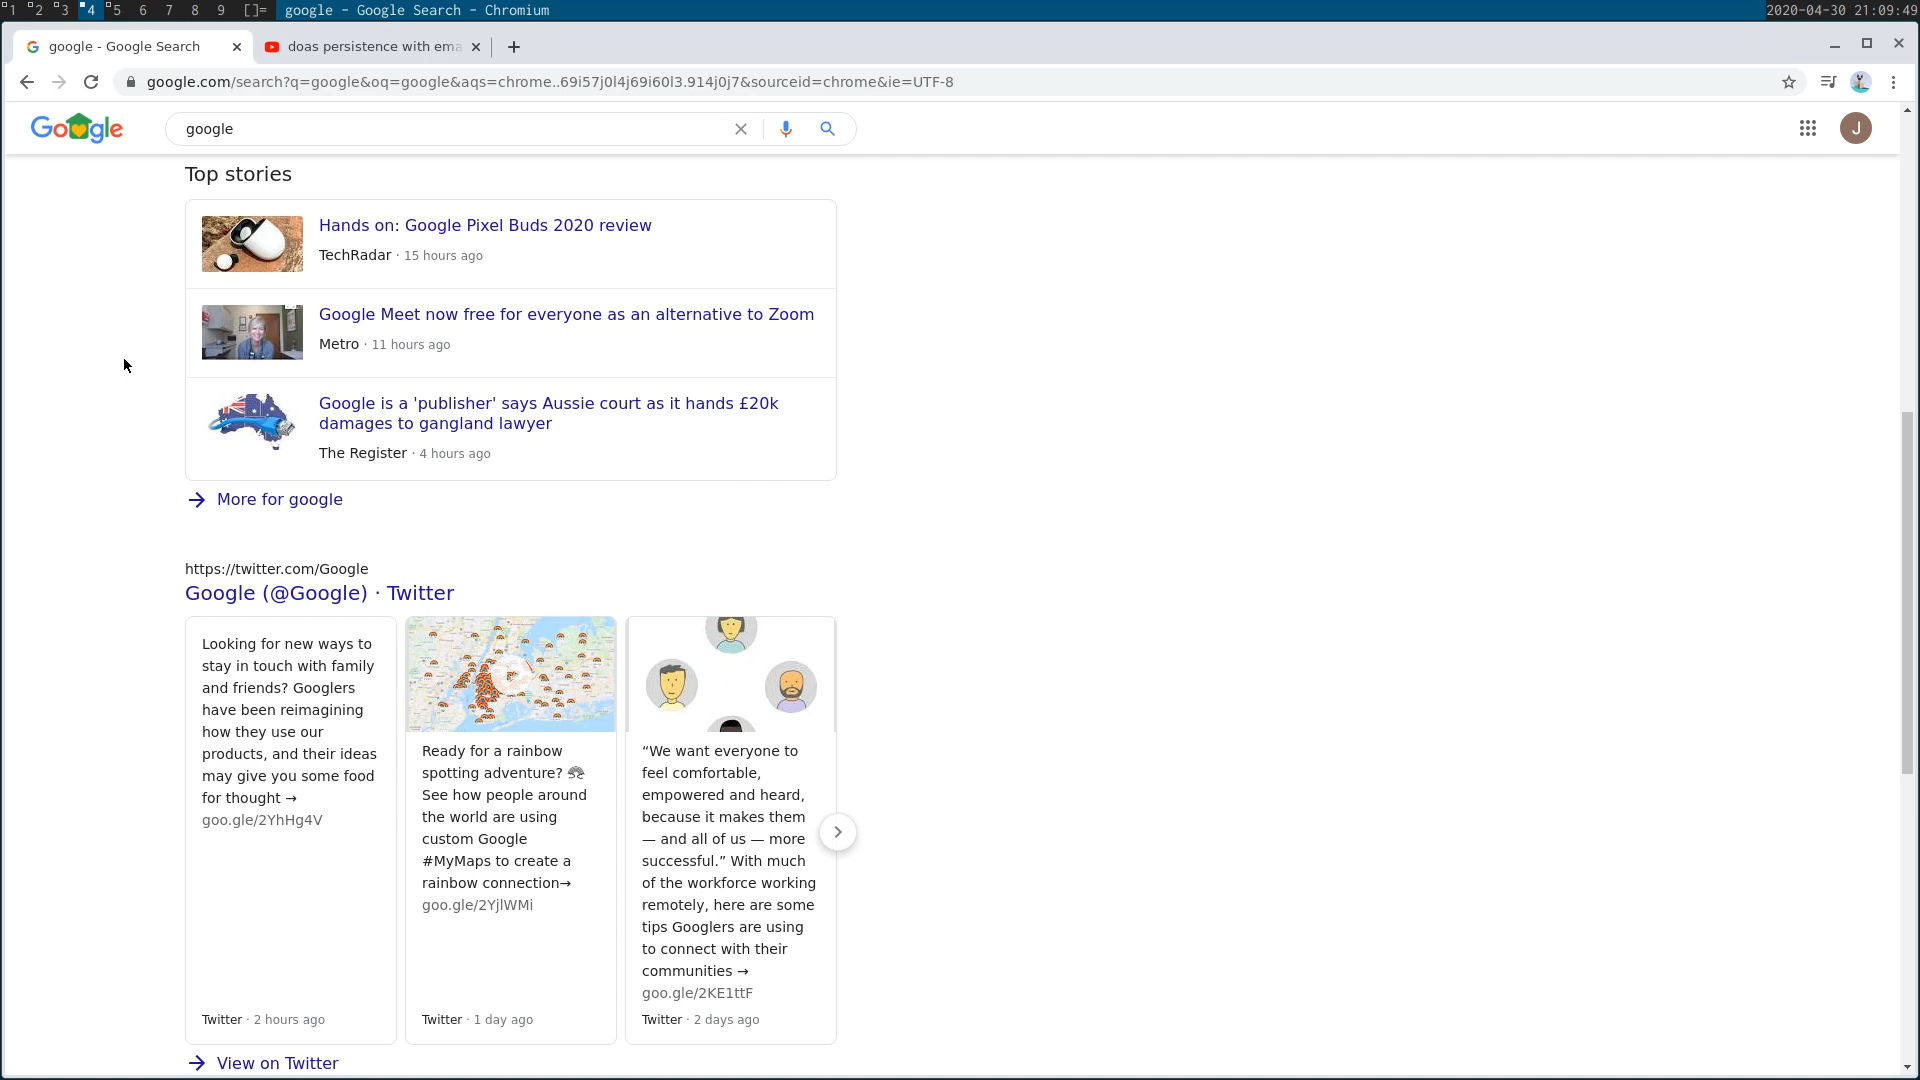 1 2 3 4 5 6 7 8 9 []= google - Google Search - Chromium 2020-04-30 21:09:49
google - Google Search doas persistence with ema
google.com/search?q=google&oq=google&aqs=chrome..69i57j0l4j69i60l3.914j0j7&sourceid=chrome&ie=UTF-8
Google google J
Top stories
Hands on: Google Pixel Buds 2020 review
TechRadar · 15 hours ago
Google Meet now free for everyone as an alternative to Zoom
Metro · 11 hours ago
Google is a 'publisher' says Aussie court as it hands £20k
damages to gangland lawyer
The Register · 4 hours ago
→ More for google
https://twitter.com/Google
Google (@Google) · Twitter
Looking for new ways to
stay in touch with family
and friends? Googlers
have been reimagining
how they use our
products, and their ideas
may give you some food
for thought →
goo.gle/2YhHg4V
Twitter · 2 hours ago
Ready for a rainbow
spotting adventure? 🌈
See how people around
the world are using
custom Google
#MyMaps to create a
rainbow connection→
goo.gle/2YjlWMi
Twitter · 1 day ago
“We want everyone to
feel comfortable,
empowered and heard,
because it makes them
— and all of us — more
successful.” With much
of the workforce working
remotely, here are some
tips Googlers are using
to connect with their
communities →
goo.gle/2KE1ttF
Twitter · 2 days ago
→ View on Twitter